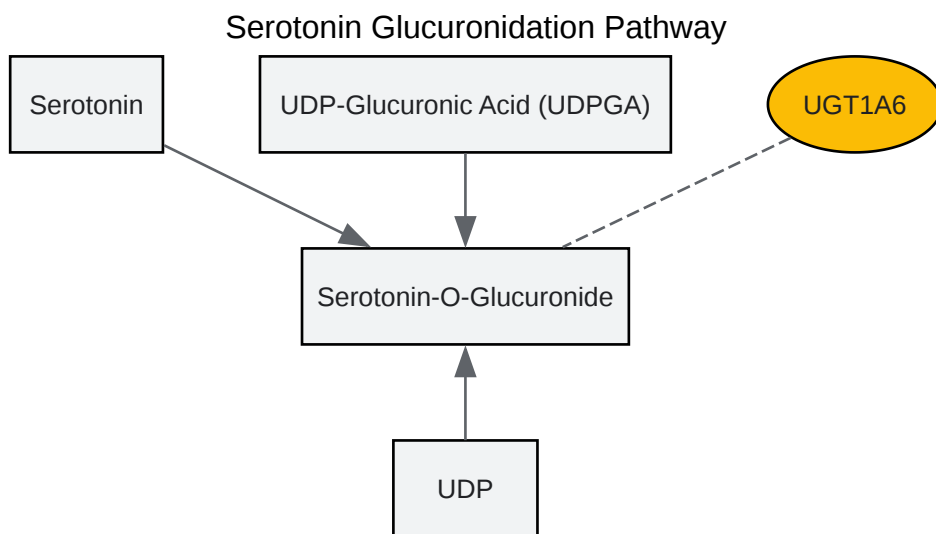 Serotonin Glucuronidation Pathway
Serotonin
UDP-Glucuronic Acid (UDPGA)
UGT1A6
Serotonin-O-Glucuronide
UDP